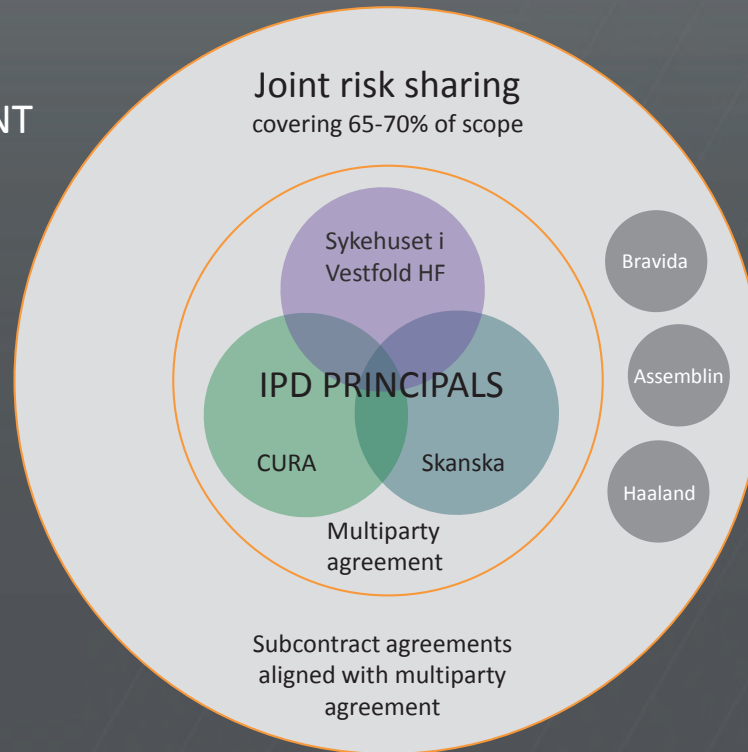 NT
Joint risk sharing
covering 65-70% of scope
Sykehuset i
Vestfold HF
Bravida
Assemblin
IPD PRINCIPALS
CURA
Skanska
Haaland
Multiparty
agreement
Subcontract agreements
aligned with multiparty
agreement